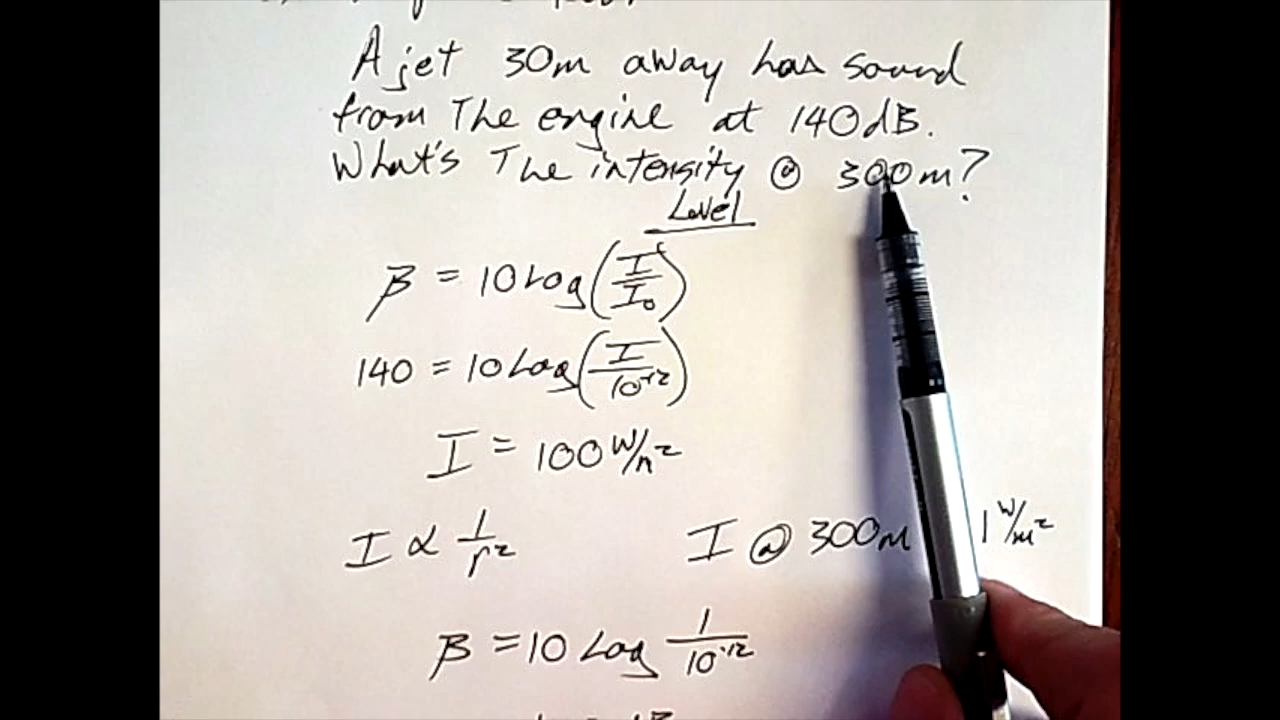 A jet 30m away has sound
from The engine at 140dB.
What's The intensity @ 300m?
Level
β = 10 Log (I/I₀)
140 = 10 Log (I/10⁻¹²)
I = 100 W/m²
I ∝ 1/r² I @ 300m 1 W/m²
β = 10 Log 1/10⁻¹²